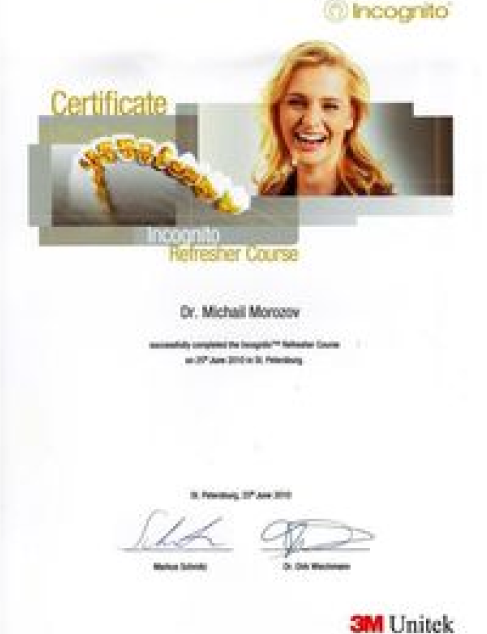 Incognito
Certificate
Incognito
Refresher Course
Dr. Michail Morozov
successfully completed the Incognito™ Refresher Course
on 25th June 2010 in St. Petersburg
St. Petersburg, 25th June 2010
Markus Schmitz
Dr. Dirk Wiechmann
3M Unitek